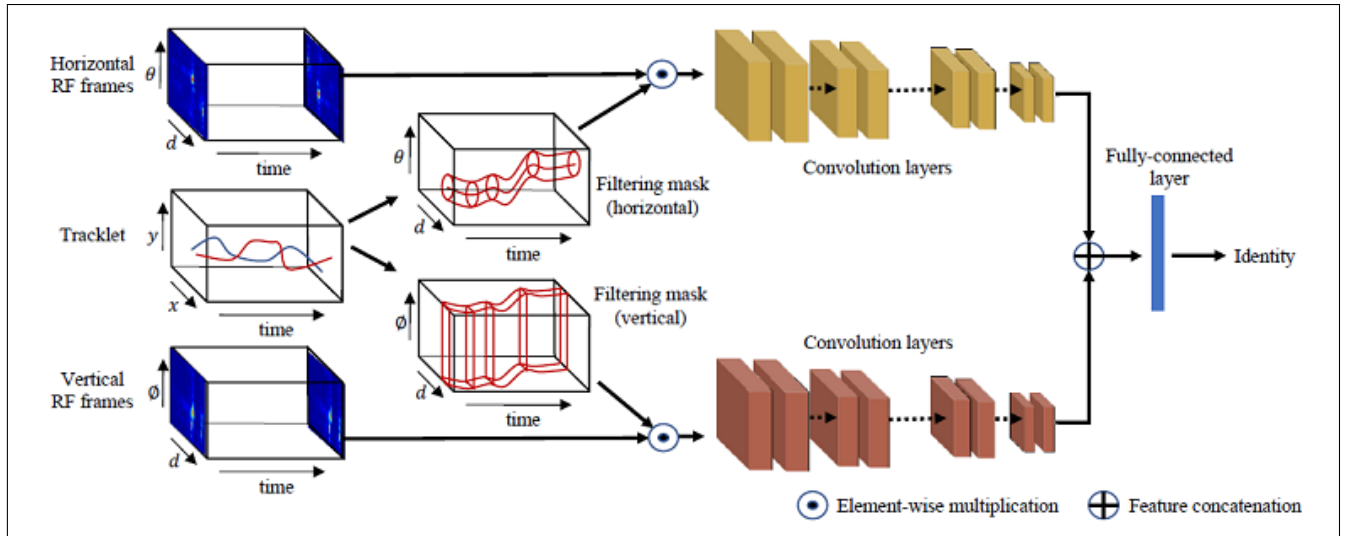 Horizontal
RF frames
θ
d
time
θ
d
time
Filtering mask
(horizontal)
Convolution layers
Fully-connected
layer
Tracklet
y
x
time
Identity
Filtering mask
(vertical)
∅
d
time
Convolution layers
Vertical
RF frames
∅
d
time
Element-wise multiplication
Feature concatenation